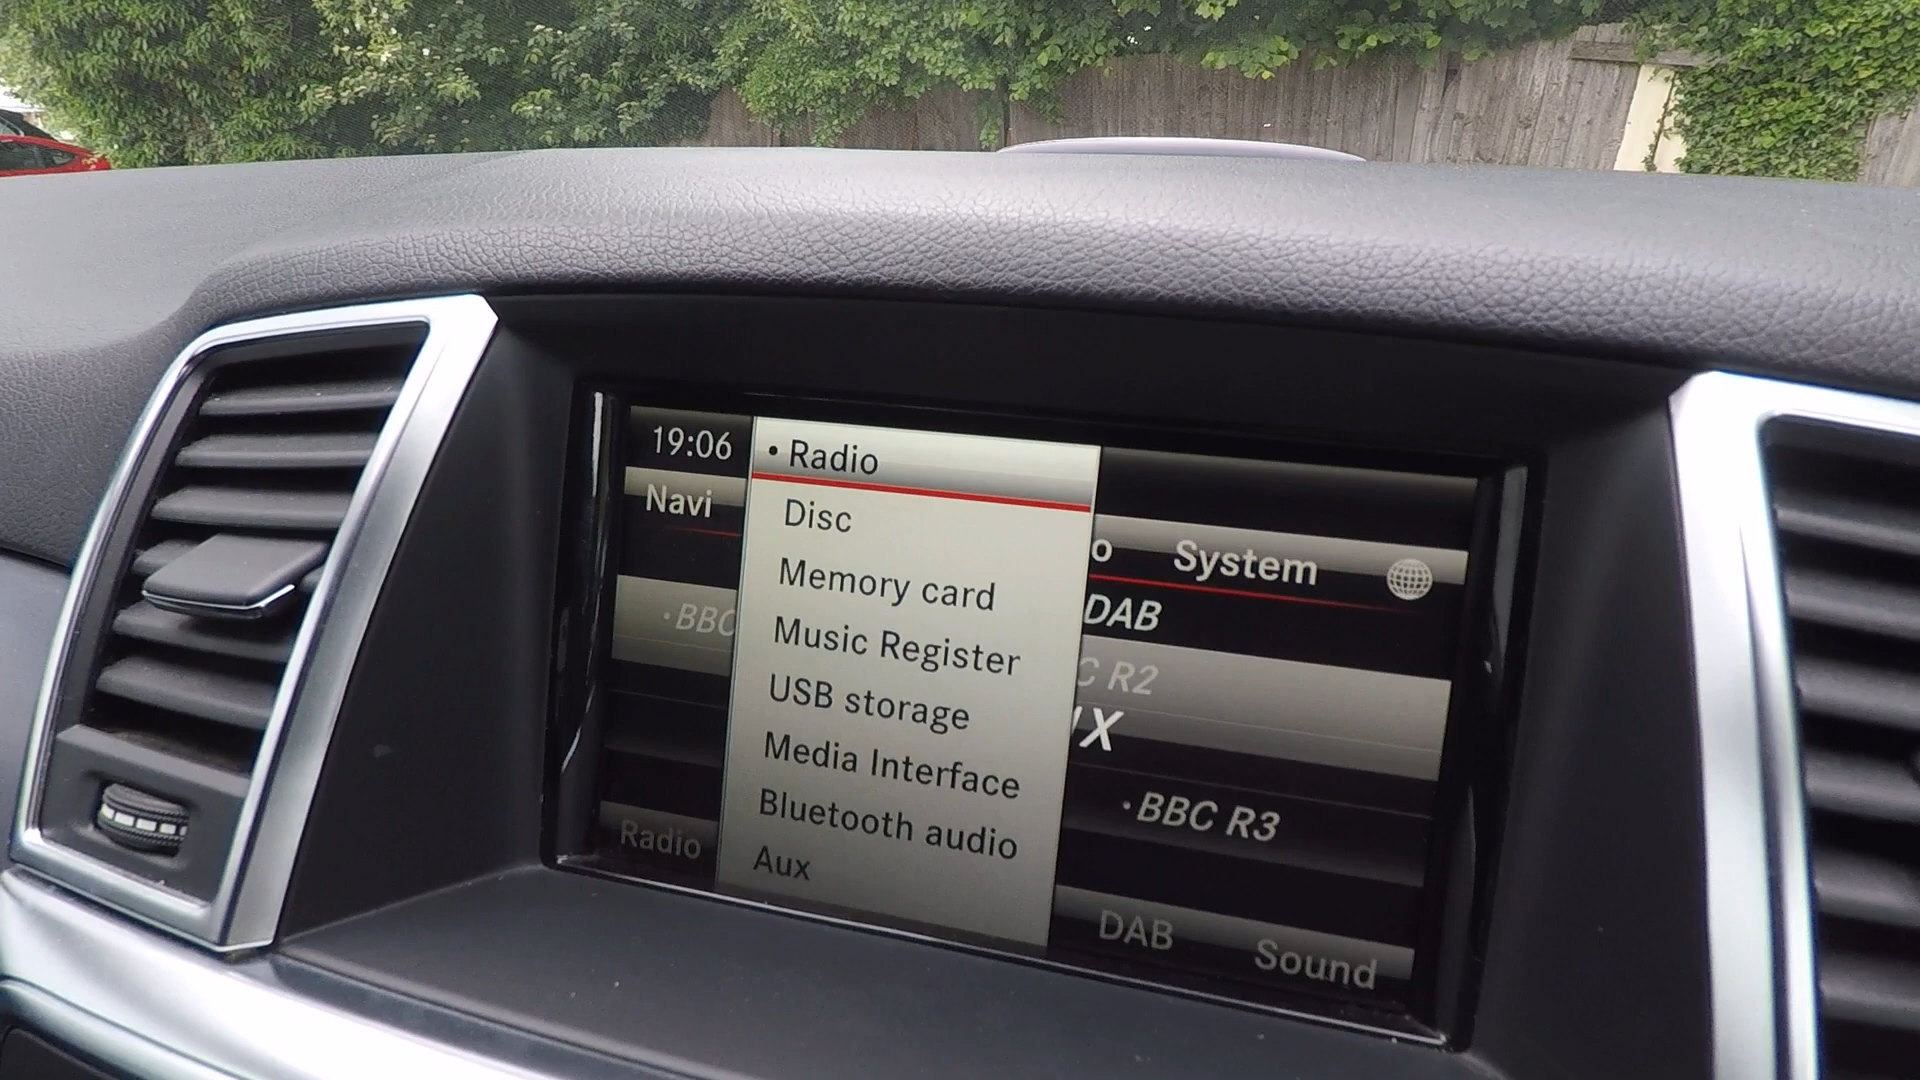 19:06
• Radio
Navi
Disc
o System
Memory card
DAB
•BBC
Music Register
C R2
USB storage
X
Media Interface
•BBC R3
Bluetooth audio
Radio
Aux
DAB
Sound